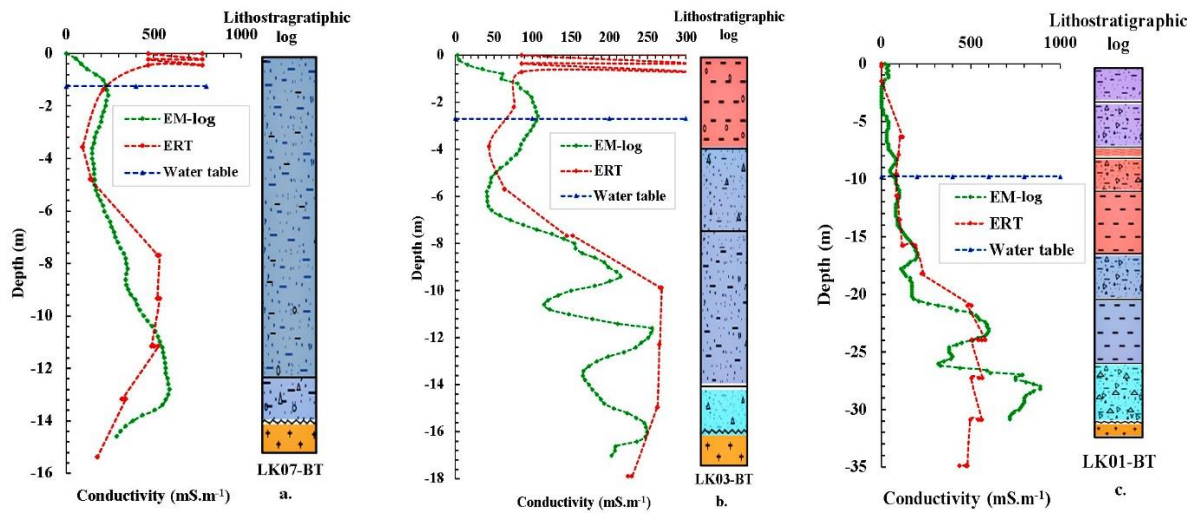 Lithostragratiphic
log
0
500
1000
0
-2
-4
-6
-8
-10
-12
-14
-16
Depth (m)
EM-log
ERT
Water table
LK07-BT
Conductivity (mS.m-1)
a.
Lithostratigraphic
log
0 50 100 150 200 250 300
0
-2
-4
-6
-8
-10
-12
-14
-16
-18
Depth (m)
EM-log
ERT
Water table
LK03-BT
Conductivity (mS.m-1)
b.
Lithostratigraphic
log
0
500
1000
0
-5
-10
-15
-20
-25
-30
-35
Depth (m)
EM-log
ERT
Water table
LK01-BT
Conductivity (mS.m-1)
c.